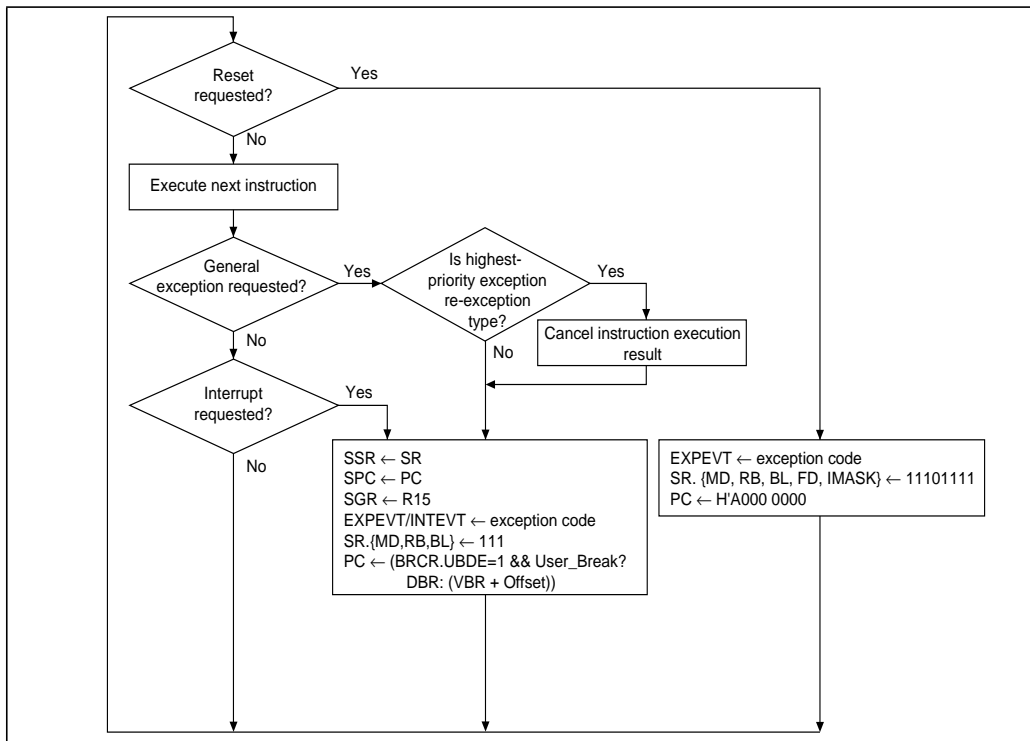 Reset
requested?
Yes
No
Execute next instruction
General
exception requested?
Yes
No
Is highest-
priority exception
re-exception
type?
Yes
No
Cancel instruction execution
result
Interrupt
requested?
Yes
No
SSR ← SR
SPC ← PC
SGR ← R15
EXPEVT/INTEVT ← exception code
SR.{MD,RB,BL} ← 111
PC ← (BRCR.UBDE=1 && User_Break?
DBR: (VBR + Offset))
EXPEVT ← exception code
SR. {MD, RB, BL, FD, IMASK} ← 11101111
PC ← H'A000 0000